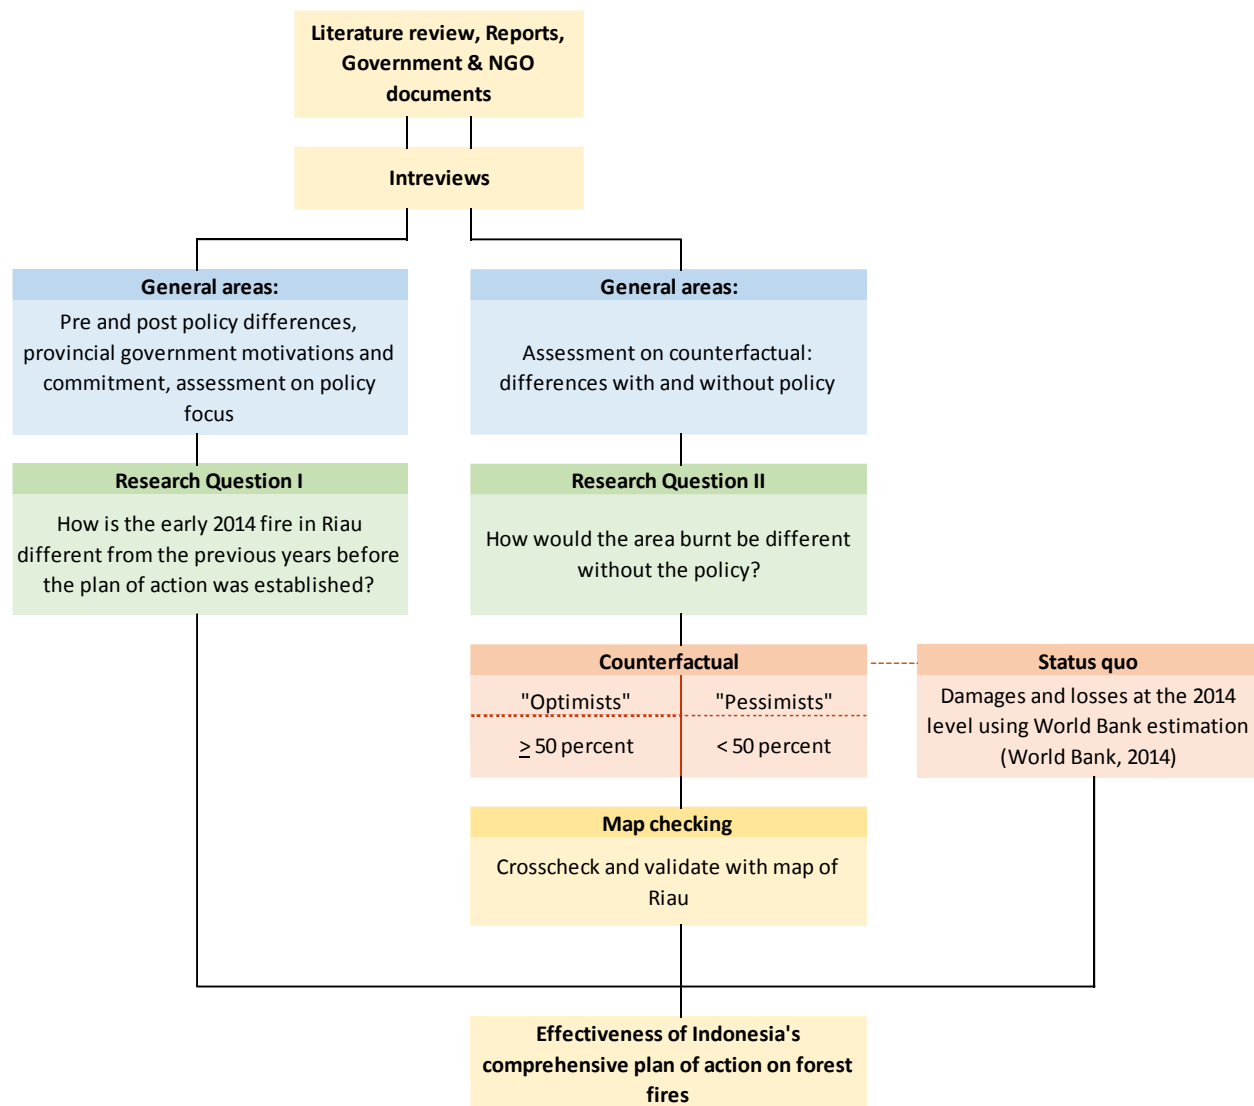 Literature review, Reports,
Government & NGO
documents
Intreviews
General areas:
Pre and post policy differences,
provincial government motivations and
commitment, assessment on policy
focus
General areas:
Assessment on counterfactual:
differences with and without policy
Research Question I
How is the early 2014 fire in Riau
different from the previous years before
the plan of action was established?
Research Question II
How would the area burnt be different
without the policy?
Counterfactual
"Optimists"
"Pessimists"
≥ 50 percent
< 50 percent
Status quo
Damages and losses at the 2014
level using World Bank estimation
(World Bank, 2014)
Map checking
Crosscheck and validate with map of
Riau
Effectiveness of Indonesia's
comprehensive plan of action on forest
fires